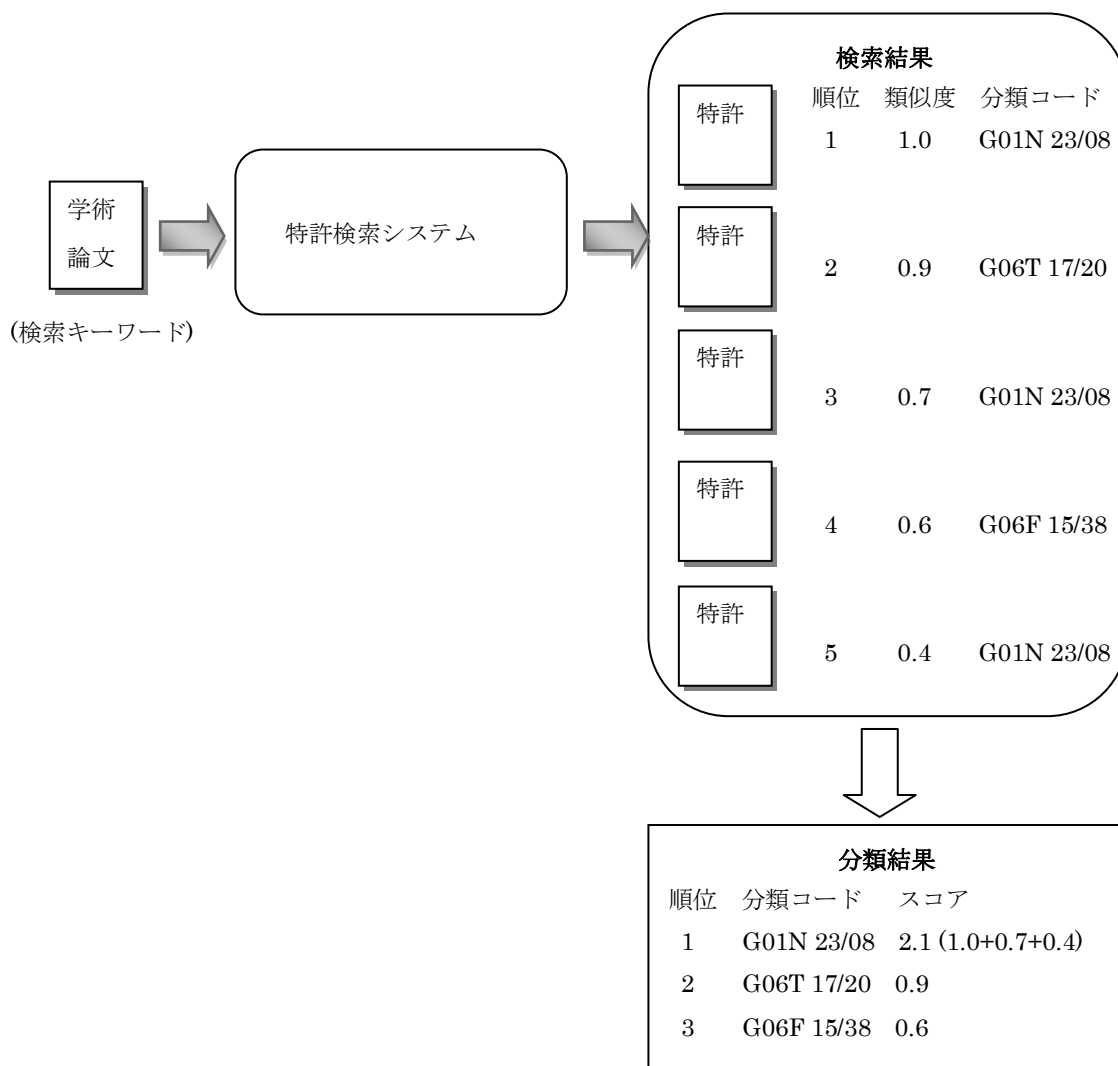 学術
論文
(検索キーワード)
特許検索システム
検索結果
順位 類似度 分類コード
特許
1 1.0 G01N 23/08
特許
2 0.9 G06T 17/20
特許
3 0.7 G01N 23/08
特許
4 0.6 G06F 15/38
特許
5 0.4 G01N 23/08
分類結果
順位 分類コード スコア
1 G01N 23/08 2.1 (1.0+0.7+0.4)
2 G06T 17/20 0.9
3 G06F 15/38 0.6